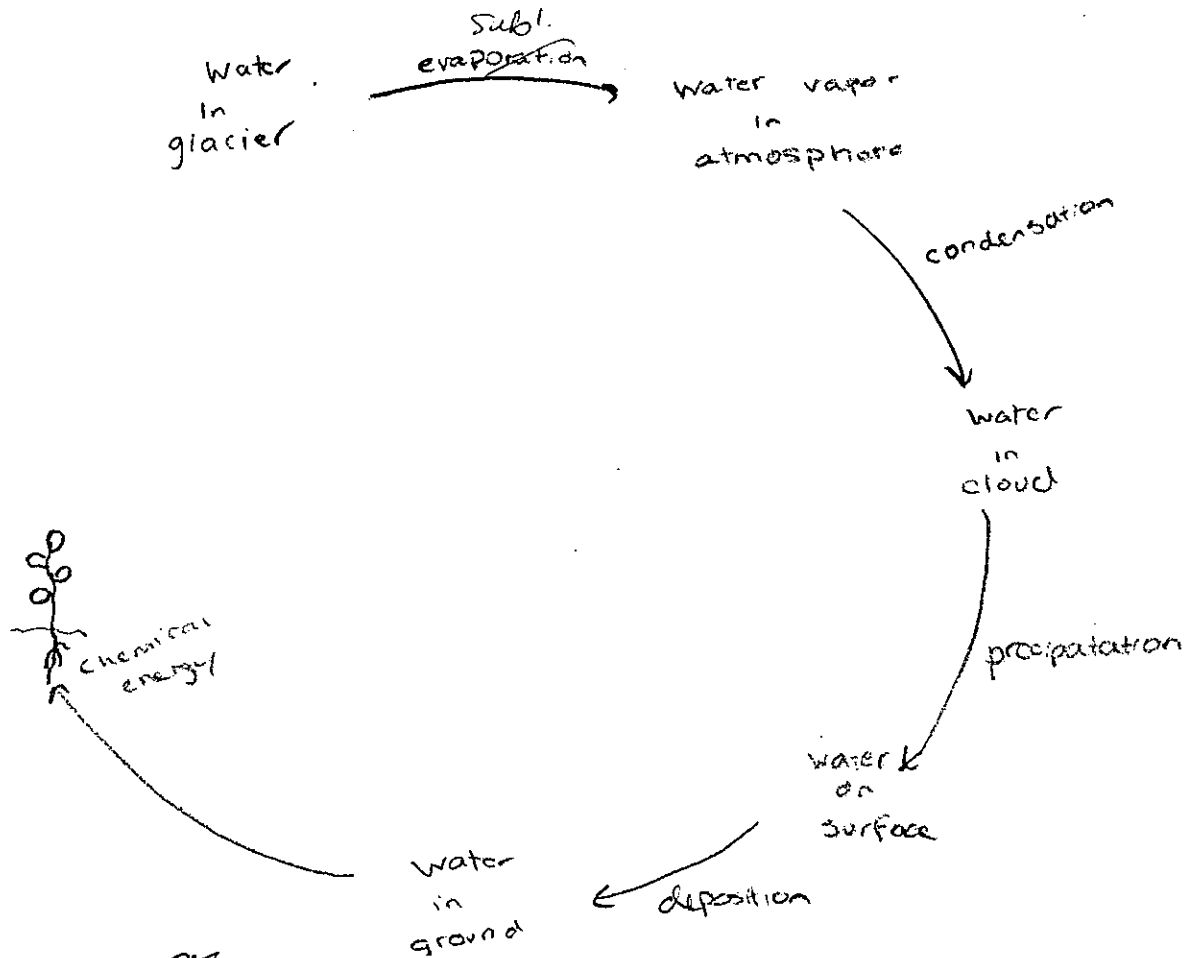 Subl.
evaporation
Water
in
glacier
Water vapor
in
atmosphere
condensation
water
in
cloud
precipatation
water
on
surface
deposition
water
in
ground
chemical
energy